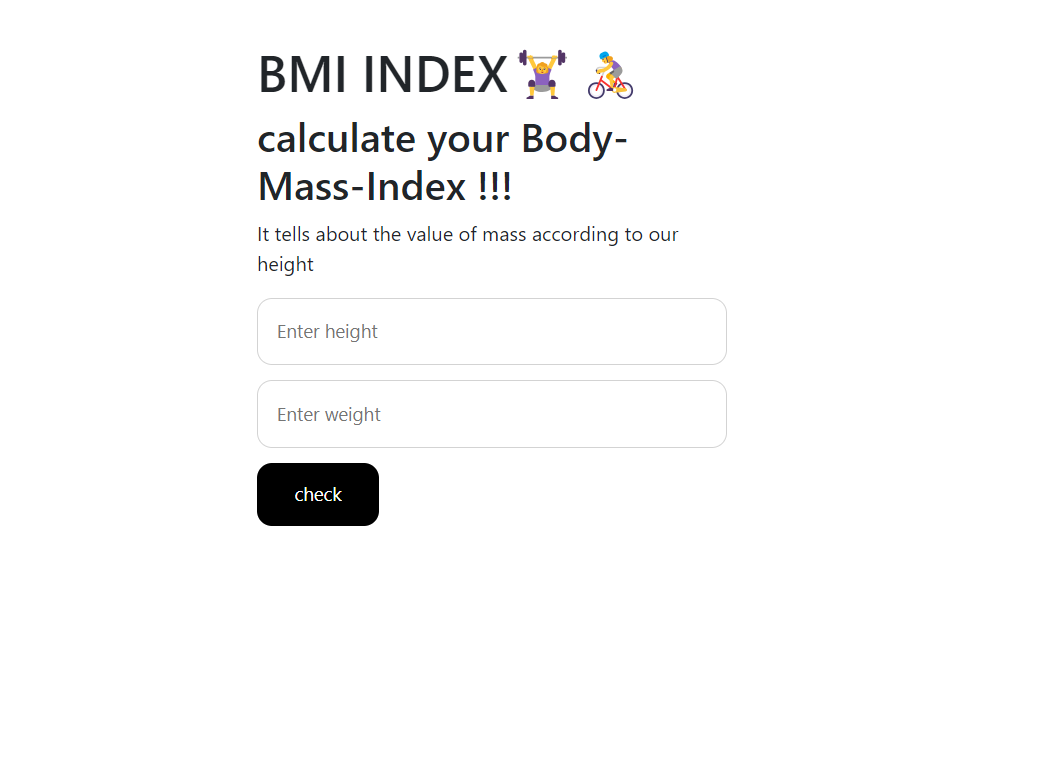 BMI INDEX🏋️‍♀️ 🚴
calculate your Body-
Mass-Index !!!
It tells about the value of mass according to our
height
Enter height
Enter weight
check